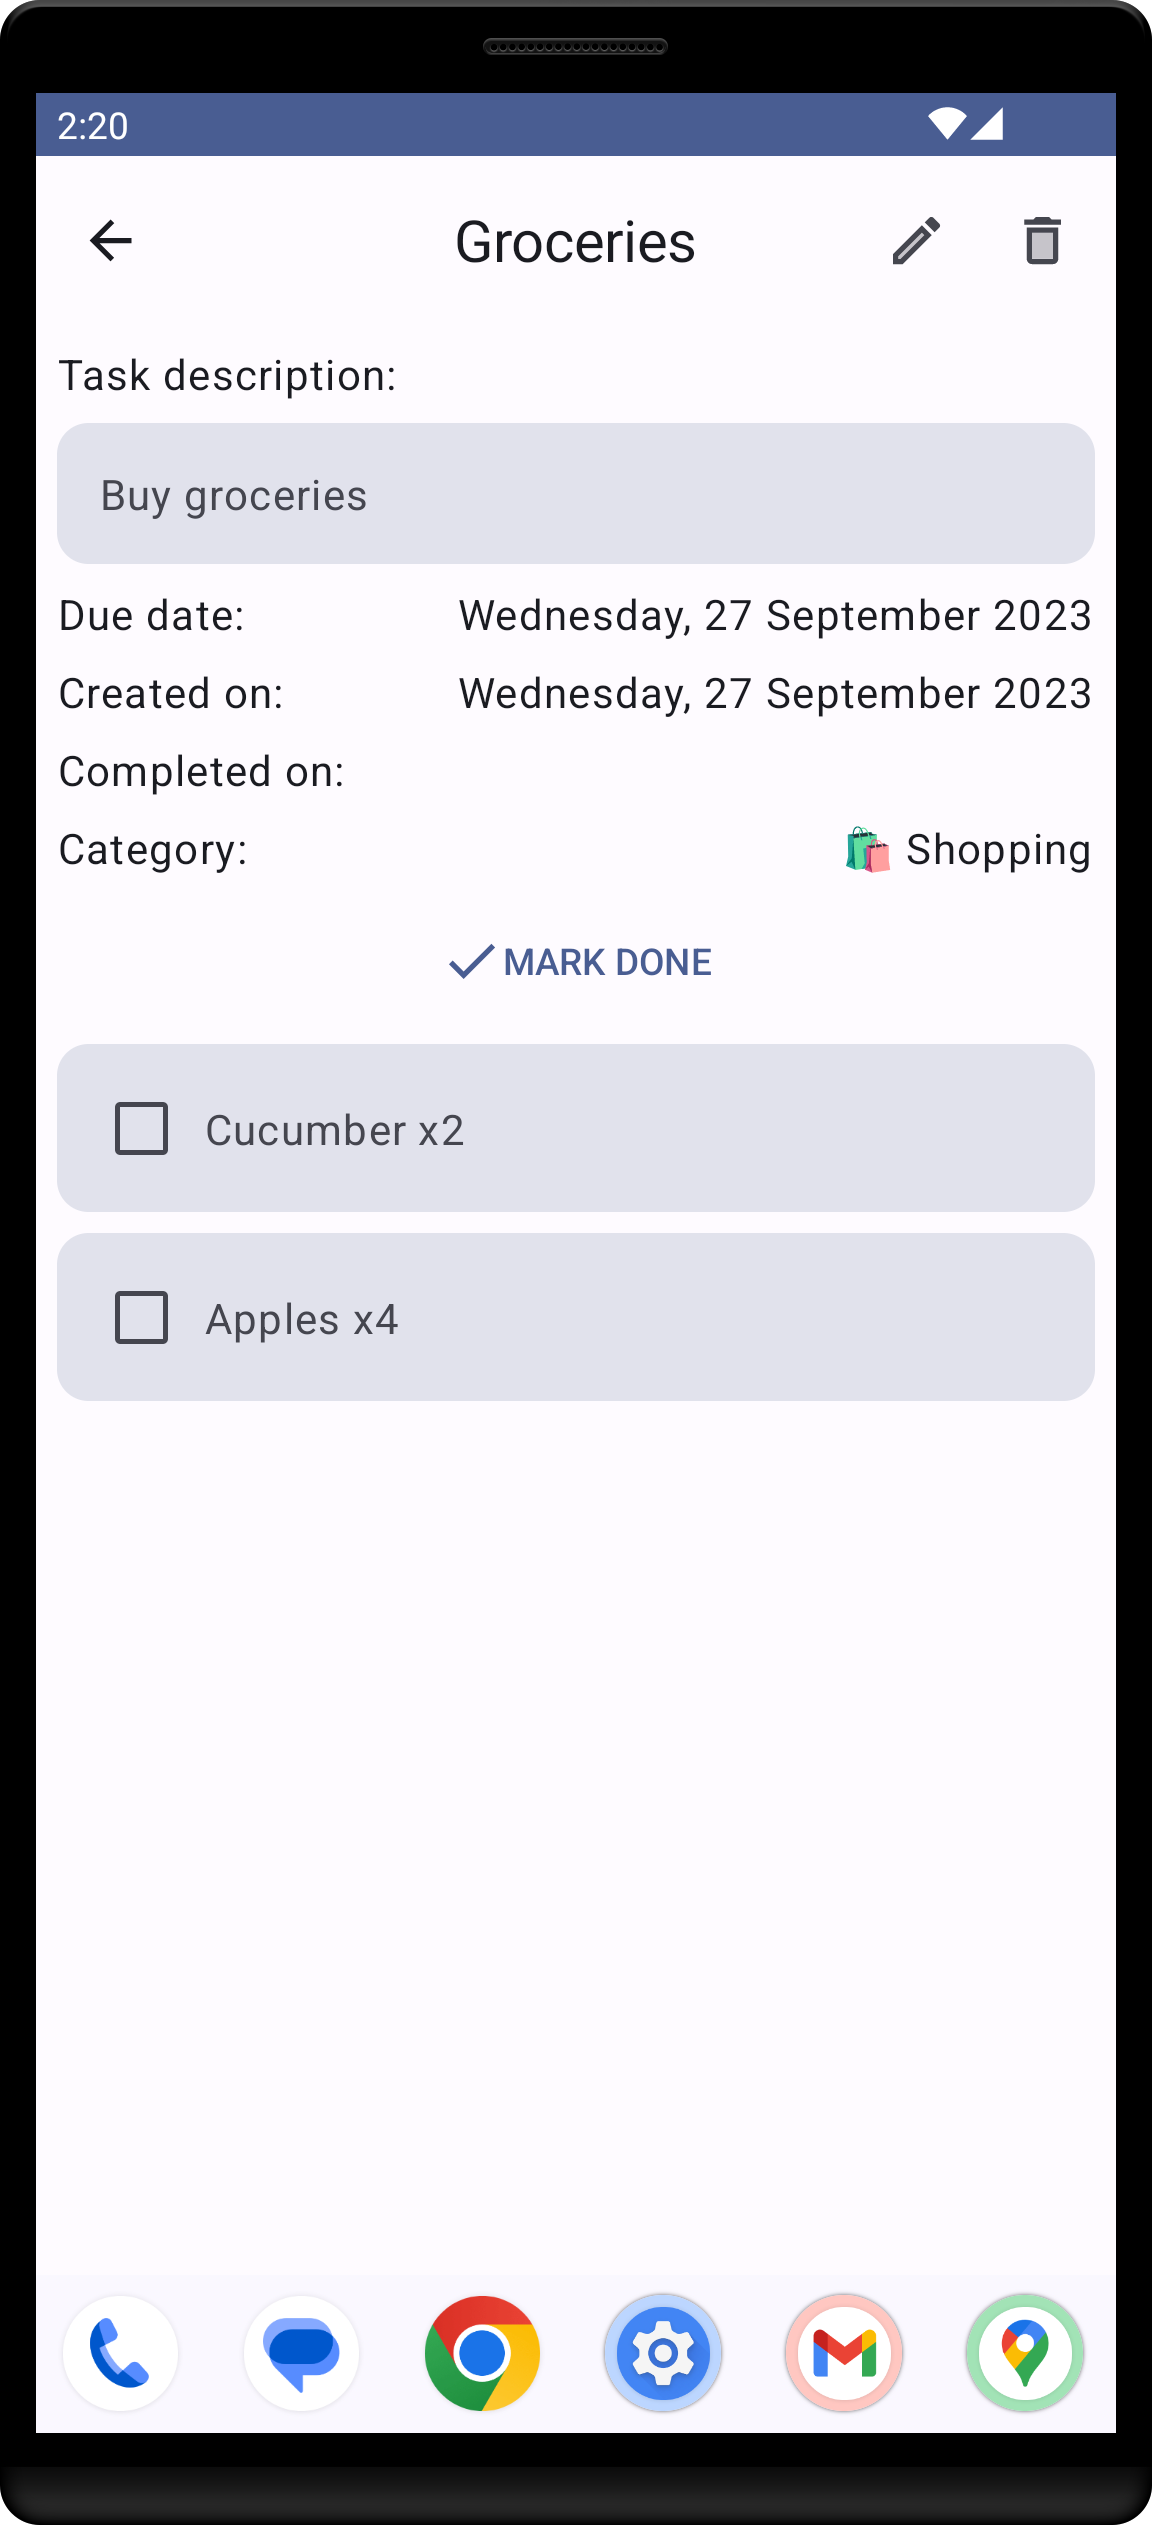 2:20
Groceries
Task description:
Buy groceries
Due date: Wednesday, 27 September 2023
Created on: Wednesday, 27 September 2023
Completed on:
Category: 🛍️ Shopping
MARK DONE
Cucumber x2
Apples x4